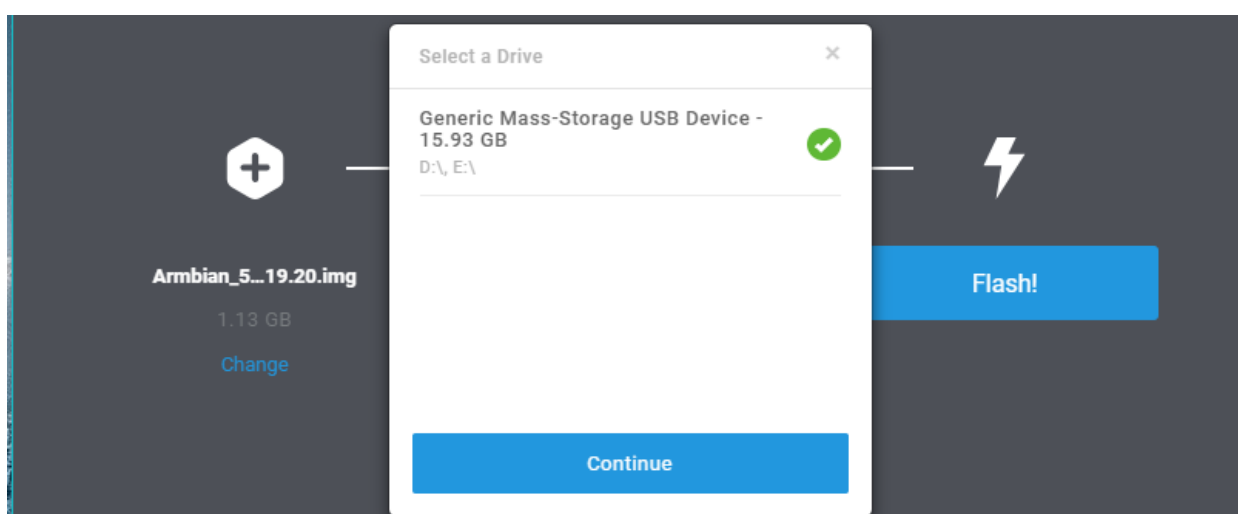 Select a Drive
×
Generic Mass-Storage USB Device -
15.93 GB
D:\, E:\
Armbian_5...19.20.img
1.13 GB
Change
Flash!
Continue